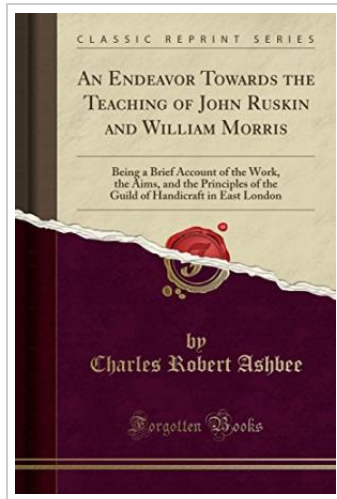 CLASSIC REPRINT SERIES
An Endeavor Towards the
Teaching of John Ruskin
and William Morris
Being a Brief Account of the Work,
the Aims, and the Principles of the
Guild of Handicraft in East London
by
Charles Robert Ashbee
Forgotten Books